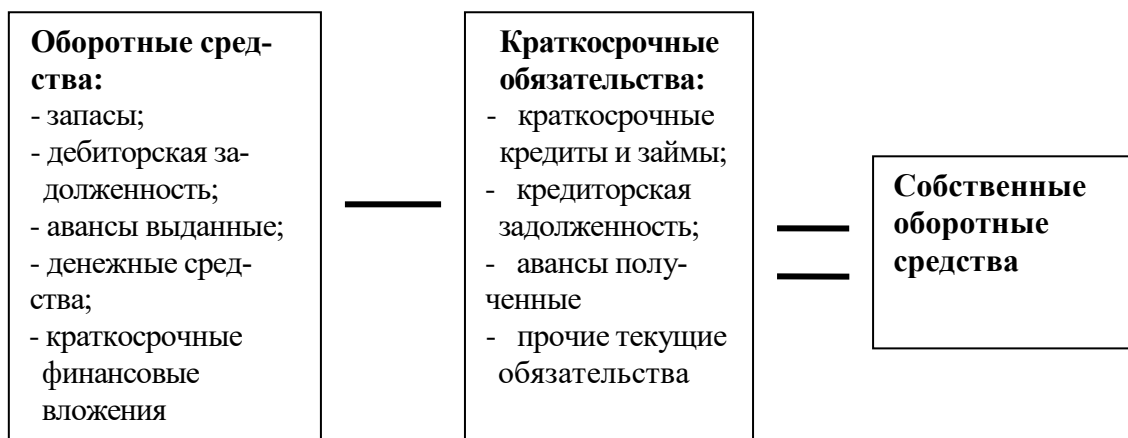 Оборотные сред-
ства:
- запасы;
- дебиторская за-
долженность;
- авансы выданные;
- денежные сред-
ства;
- краткосрочные
финансовые
вложения
Краткосрочные
обязательства:
- краткосрочные
кредиты и займы;
- кредиторская
задолженность;
- авансы полу-
ченные
- прочие текущие
обязательства
Собственные
оборотные
средства